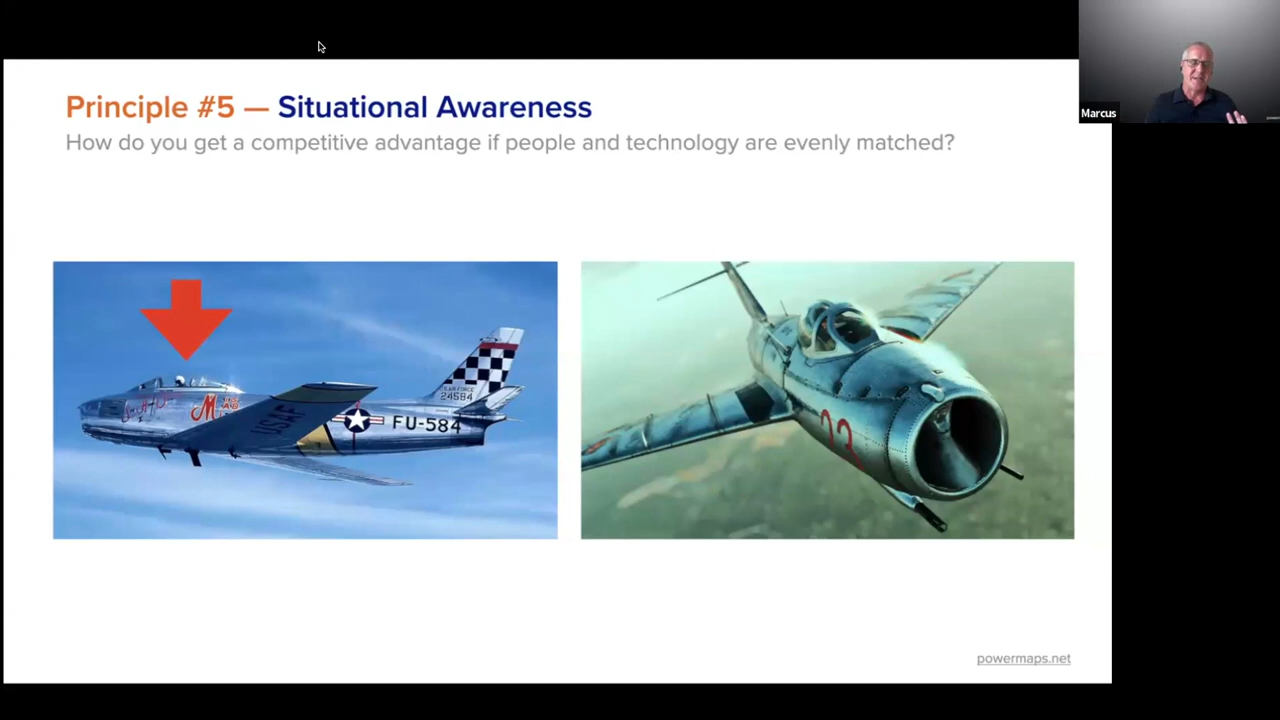 Principle #5 — Situational Awareness
How do you get a competitive advantage if people and technology are evenly matched?
Marcus
U.S. AIR FORCE
24584
USAF
FU-584
23
powermaps.net